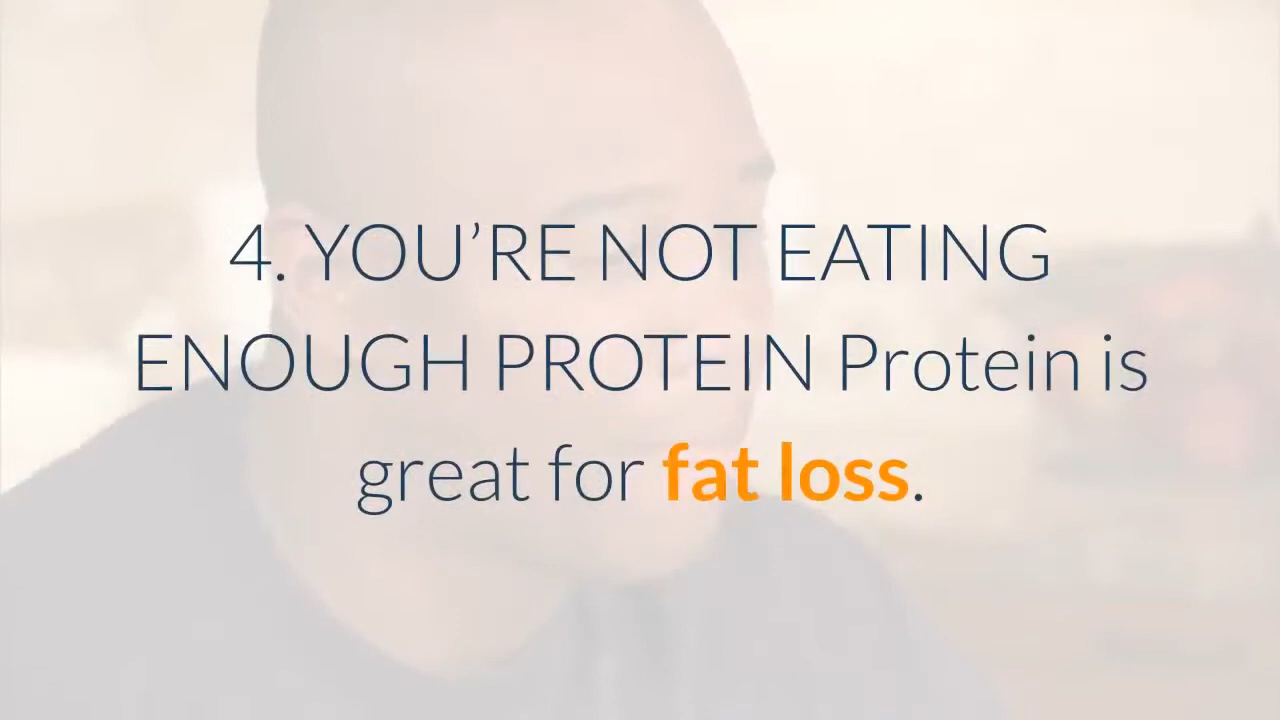 4. YOU’RE NOT EATING
ENOUGH PROTEIN Protein is
great for fat loss.